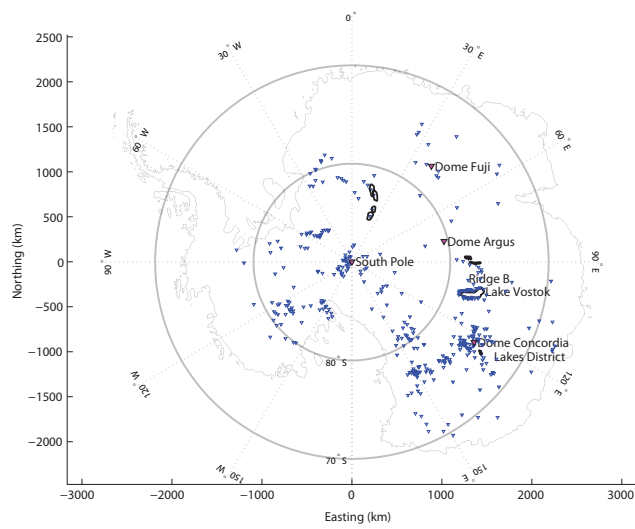 0°
30° W
30° E
60° W
60° E
90° W
90° E
120° W
120° E
150° W
150° E
80° S
70° S
2500
2000
1500
1000
500
0
−500
−1000
−1500
−2000
Northing (km)
Dome Fuji
Dome Argus
South Pole
Ridge B
Lake Vostok
Dome Concordia
Lakes District
−3000 −2000 −1000 0 1000 2000 3000
Easting (km)